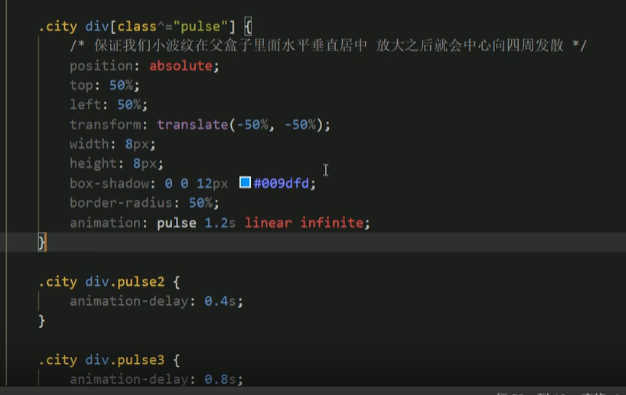 .city div[class^="pulse"] {
/* 保证我们小波纹在父盒子里面水平垂直居中 放大之后就会中心向四周发散 */
position: absolute;
top: 50%;
left: 50%;
transform: translate(-50%, -50%);
width: 8px;
height: 8px;
box-shadow: 0 0 12px #009dfd;
border-radius: 50%;
animation: pulse 1.2s linear infinite;
}
.city div.pulse2 {
animation-delay: 0.4s;
}
.city div.pulse3 {
animation-delay: 0.8s;